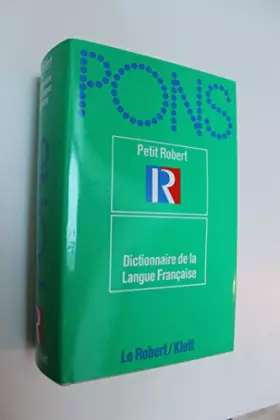 PONS
Petit Robert
R
Dictionnaire de la
Langue Française
Le Robert/Klett
R